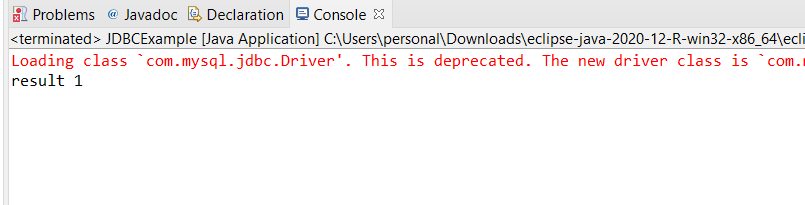 Problems @ Javadoc Declaration Console
<terminated> JDBCExample [Java Application] C:\Users\personal\Downloads\eclipse-java-2020-12-R-win32-x86_64\ecli
Loading class `com.mysql.jdbc.Driver'. This is deprecated. The new driver class is `com.
result 1